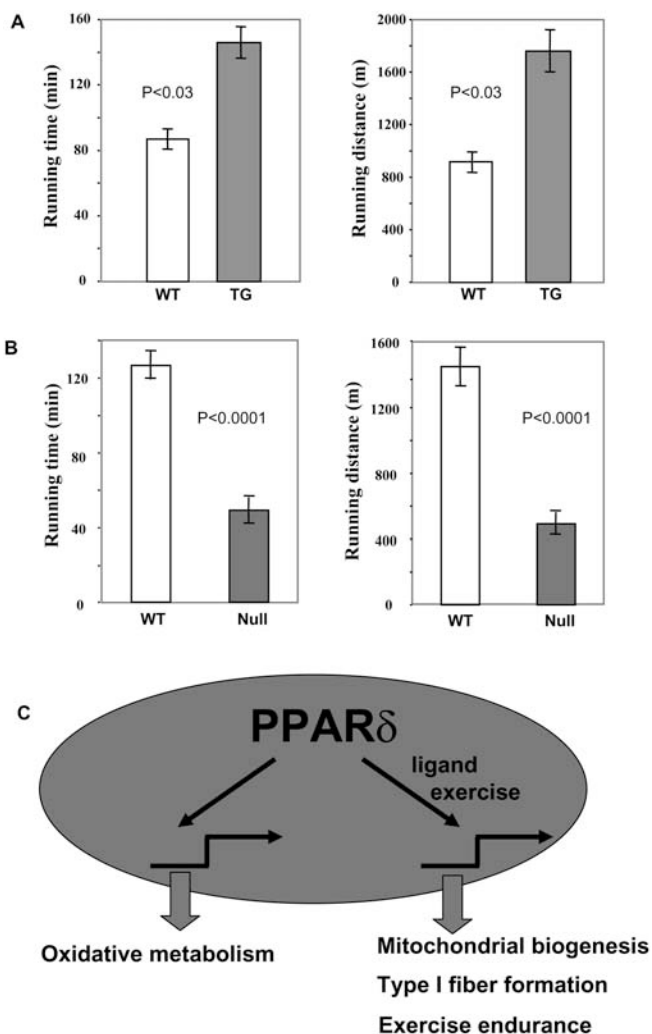 A
Running time (min)
160
120
80
40
0
P<0.03
WT TG
Running distance (m)
2000
1600
1200
800
400
0
P<0.03
WT TG
B
Running time (min)
120
80
40
0
P<0.0001
WT Null
Running distance (m)
1600
1200
800
400
0
P<0.0001
WT Null
C
PPARδ
ligand
exercise
Oxidative metabolism
Mitochondrial biogenesis
Type I fiber formation
Exercise endurance